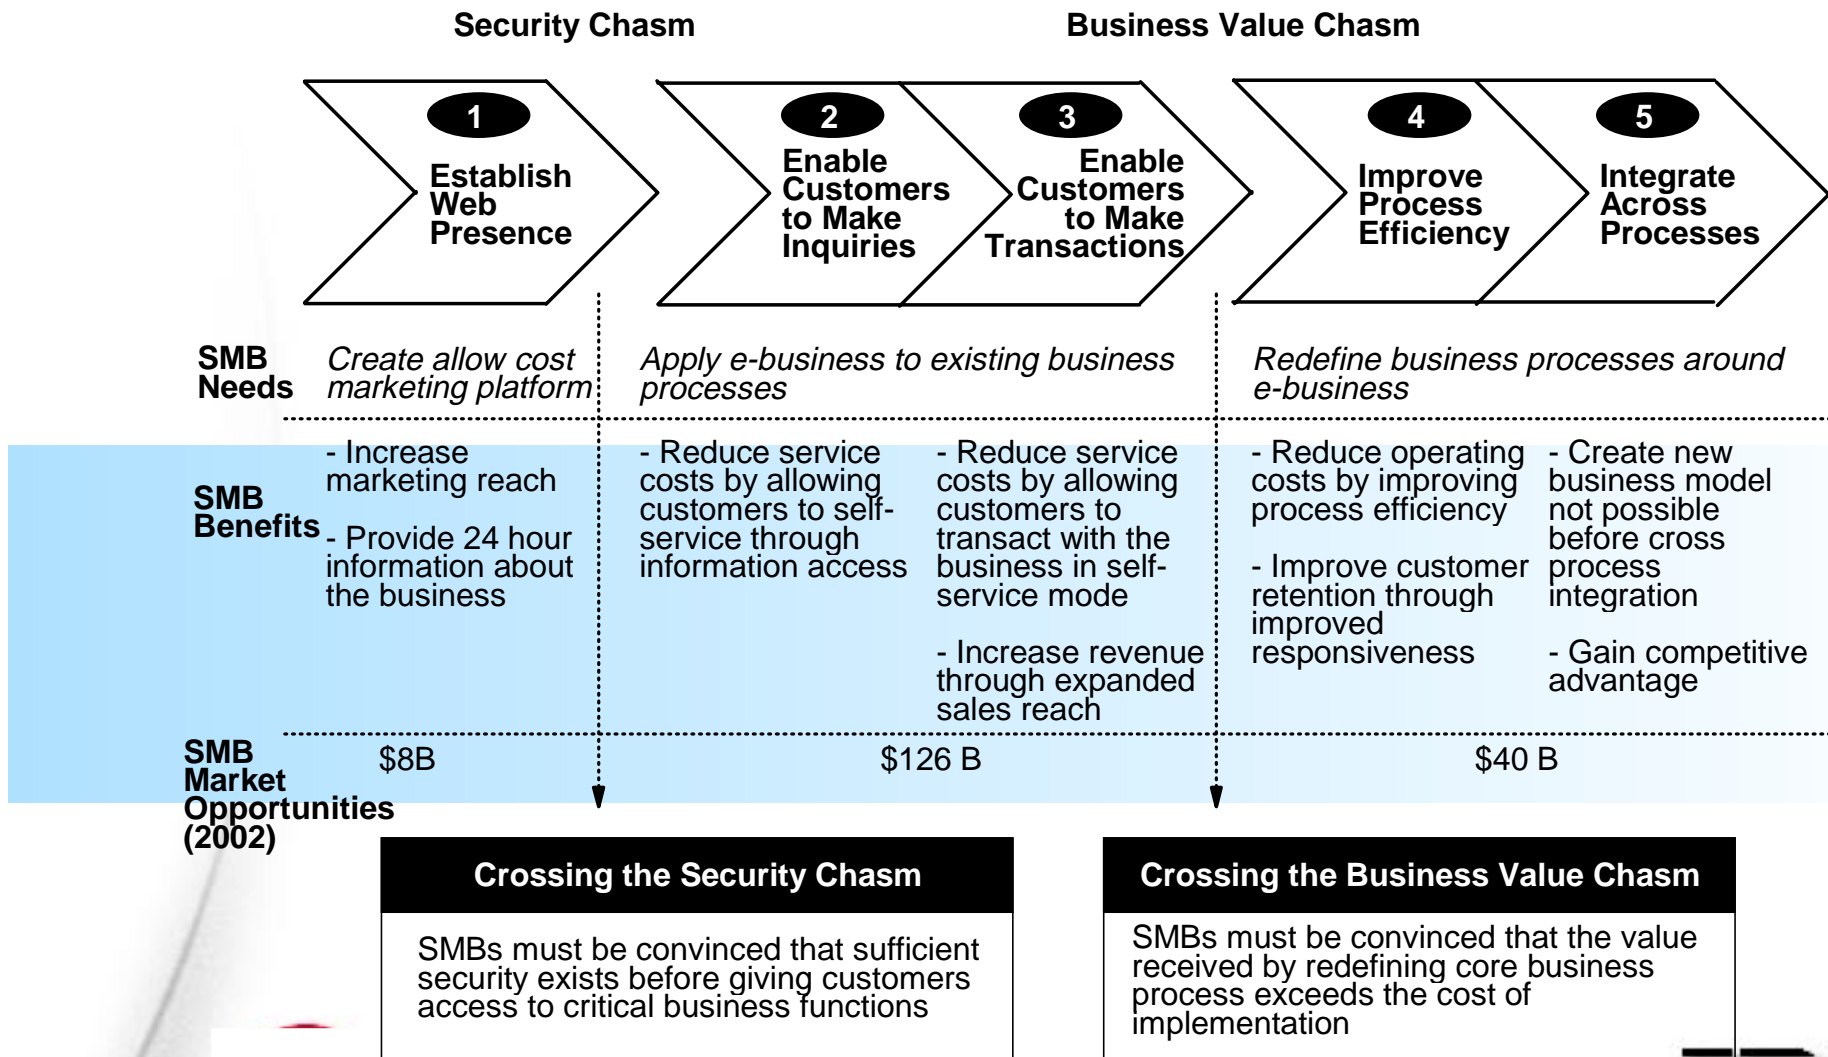 Security Chasm
Business Value Chasm
1
Establish
Web
Presence
2
Enable
Customers
to Make
Inquiries
3
Enable
Customers
to Make
Transactions
4
Improve
Process
Efficiency
5
Integrate
Across
Processes
SMB
Needs
Create allow cost
marketing platform
Apply e-business to existing business
processes
Redefine business processes around
e-business
SMB
Benefits
- Increase
marketing reach
- Provide 24 hour
information about
the business
- Reduce service
costs by allowing
customers to self-
service through
information access
- Reduce service
costs by allowing
customers to
transact with the
business in self-
service mode
- Increase revenue
through expanded
sales reach
- Reduce operating
costs by improving
process efficiency
- Improve customer
retention through
improved
responsiveness
- Create new
business model
not possible
before cross
process
integration
- Gain competitive
advantage
SMB
Market
Opportunities
(2002)
$8B
$126 B
$40 B
Crossing the Security Chasm
SMBs must be convinced that sufficient
security exists before giving customers
access to critical business functions
Crossing the Business Value Chasm
SMBs must be convinced that the value
received by redefining core business
process exceeds the cost of
implementation